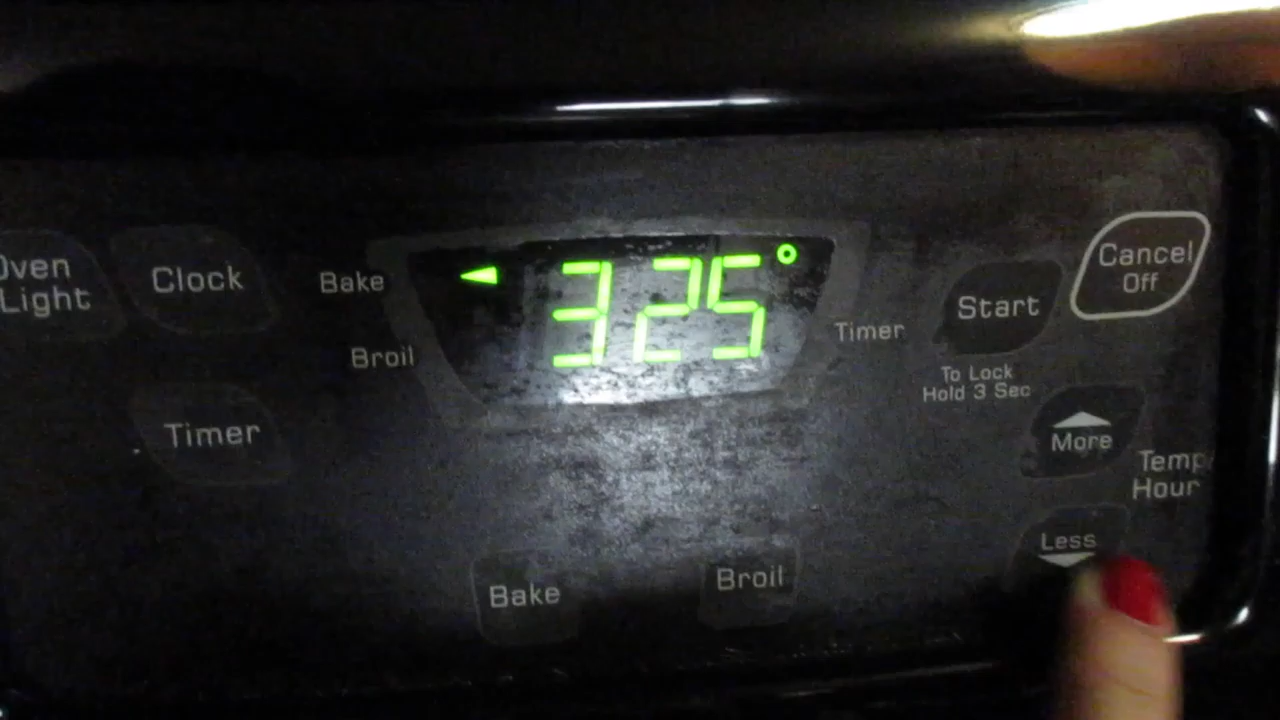 Oven
Light
Clock
Timer
Bake
Broil
325°
Timer
Bake
Broil
Start
To Lock
Hold 3 Sec
Cancel
Off
More
Temp
Hour
Less